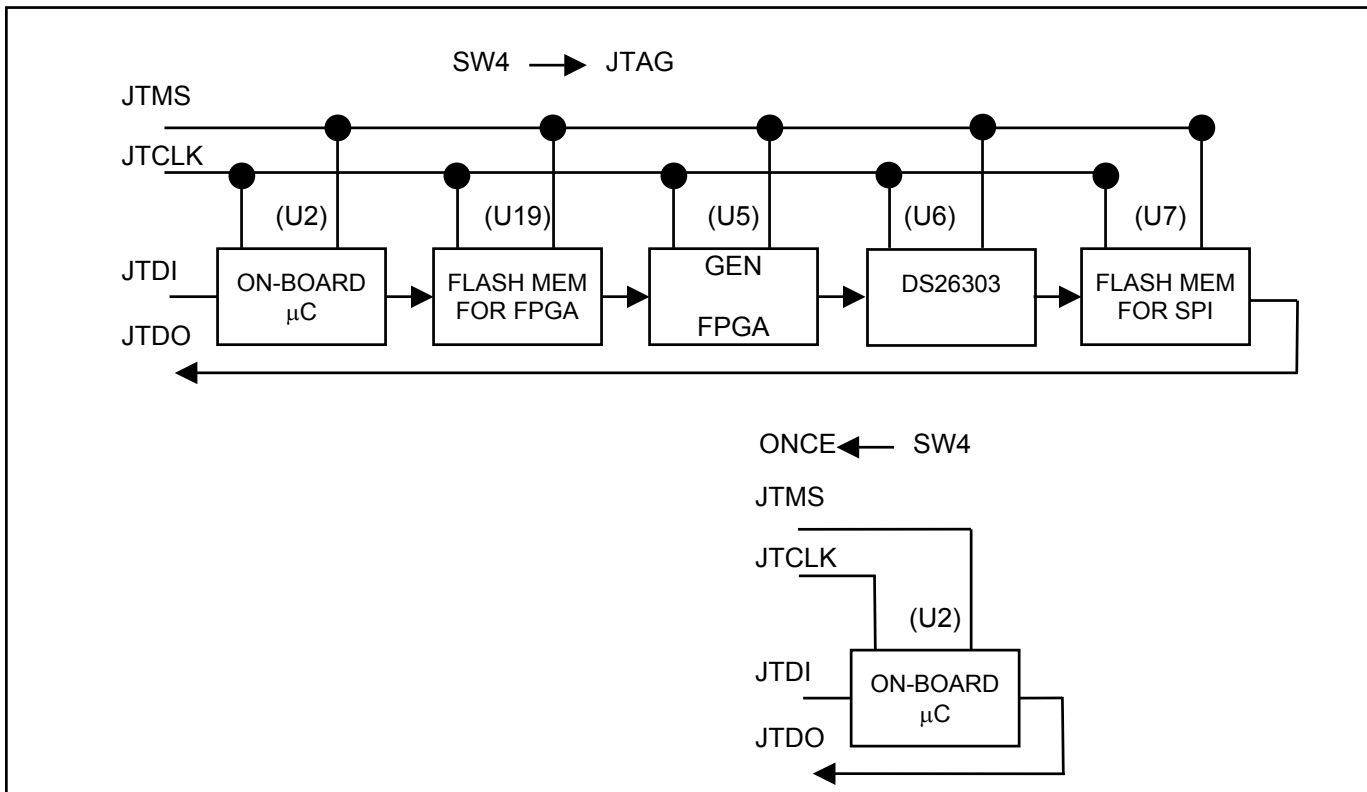 SW4 JTAG
JTMS
JTCLK
(U2) (U19) (U5) (U6) (U7)
JTDI
ON-BOARD
μC
FLASH MEM
FOR FPGA
GEN
FPGA
DS26303
FLASH MEM
FOR SPI
JTDO
ONCE SW4
JTMS
JTCLK
(U2)
JTDI
ON-BOARD
μC
JTDO